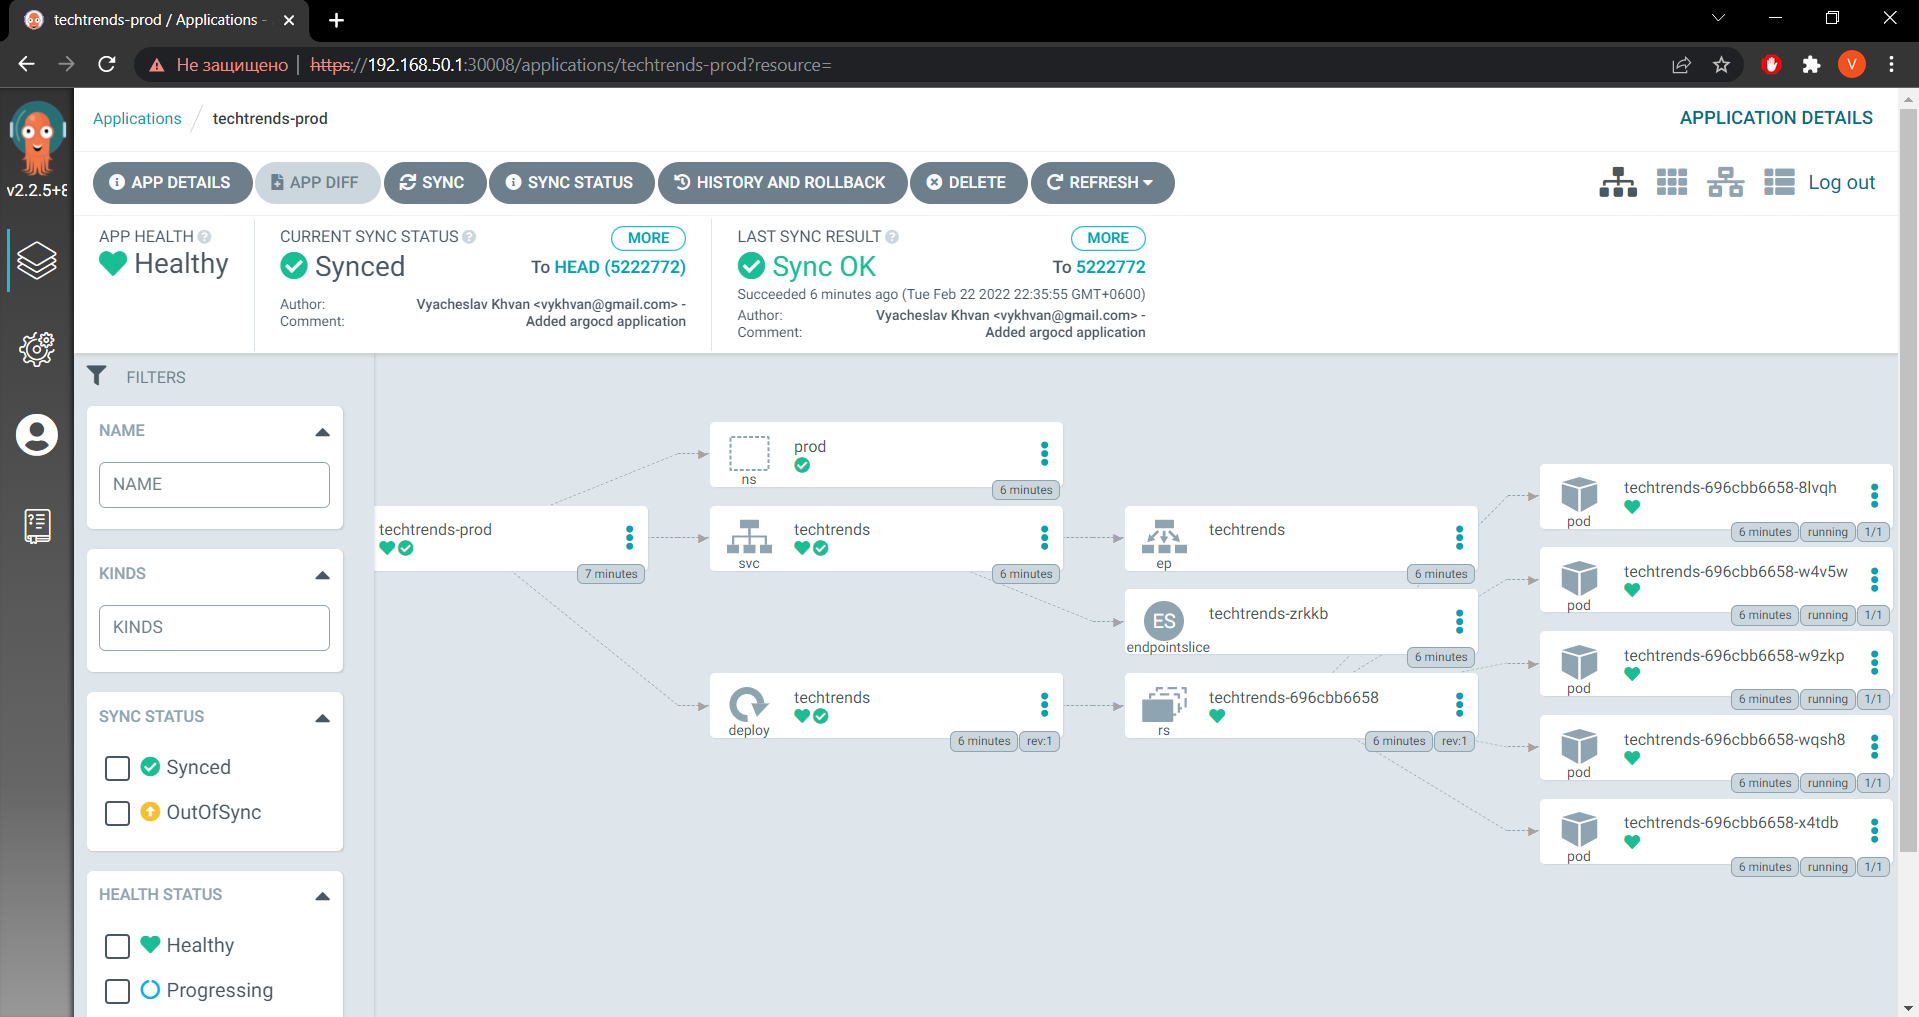 techtrends-prod / Applications -
Не защищено | https://192.168.50.1:30008/applications/techtrends-prod?resource=
V
v2.2.5+8
Applications / techtrends-prod
APPLICATION DETAILS
APP DETAILS
APP DIFF
SYNC
SYNC STATUS
HISTORY AND ROLLBACK
DELETE
REFRESH
Log out
APP HEALTH
Healthy
CURRENT SYNC STATUS
MORE
Synced
To HEAD (5222772)
Author: Vyacheslav Khvan <vykhvan@gmail.com> -
Comment: Added argocd application
LAST SYNC RESULT
MORE
Sync OK
To 5222772
Succeeded 6 minutes ago (Tue Feb 22 2022 22:35:55 GMT+0600)
Author: Vyacheslav Khvan <vykhvan@gmail.com> -
Comment: Added argocd application
FILTERS
NAME
NAME
KINDS
KINDS
SYNC STATUS
Synced
OutOfSync
HEALTH STATUS
Healthy
Progressing
techtrends-prod
7 minutes
prod
ns
6 minutes
techtrends
svc
6 minutes
techtrends
deploy
6 minutes
rev:1
techtrends
ep
6 minutes
ES
techtrends-zrkkb
endpointslice
6 minutes
techtrends-696cbb6658
rs
6 minutes
rev:1
techtrends-696cbb6658-8lvqh
pod
6 minutes
running
1/1
techtrends-696cbb6658-w4v5w
pod
6 minutes
running
1/1
techtrends-696cbb6658-w9zkp
pod
6 minutes
running
1/1
techtrends-696cbb6658-wqsh8
pod
6 minutes
running
1/1
techtrends-696cbb6658-x4tdb
pod
6 minutes
running
1/1